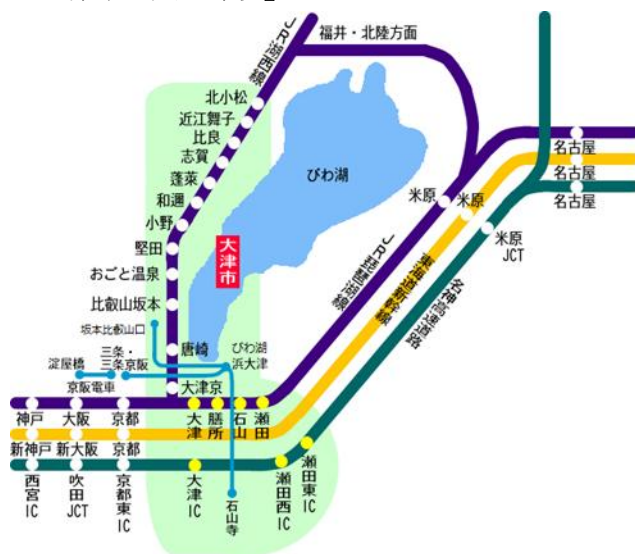 福井・北陸方面
JR湖西線
北小松
近江舞子
比良
志賀
蓬莱
和邇
小野
堅田
おごと温泉
比叡山坂本
坂本比叡山口
唐崎
大津京
びわ湖
大津市
名古屋
名古屋
名古屋
米原
米原
米原
JCT
JR琵琶湖線
東海道新幹線
名神高速道路
びわ湖
浜大津
三条・
三条京阪
淀屋橋
京阪電車
神戸
大阪
京都
大津
膳所
石山
瀬田
新神戸
新大阪
京都
西宮IC
吹田
JCT
京都東IC
大津IC
石山寺
瀬田西IC
瀬田東IC